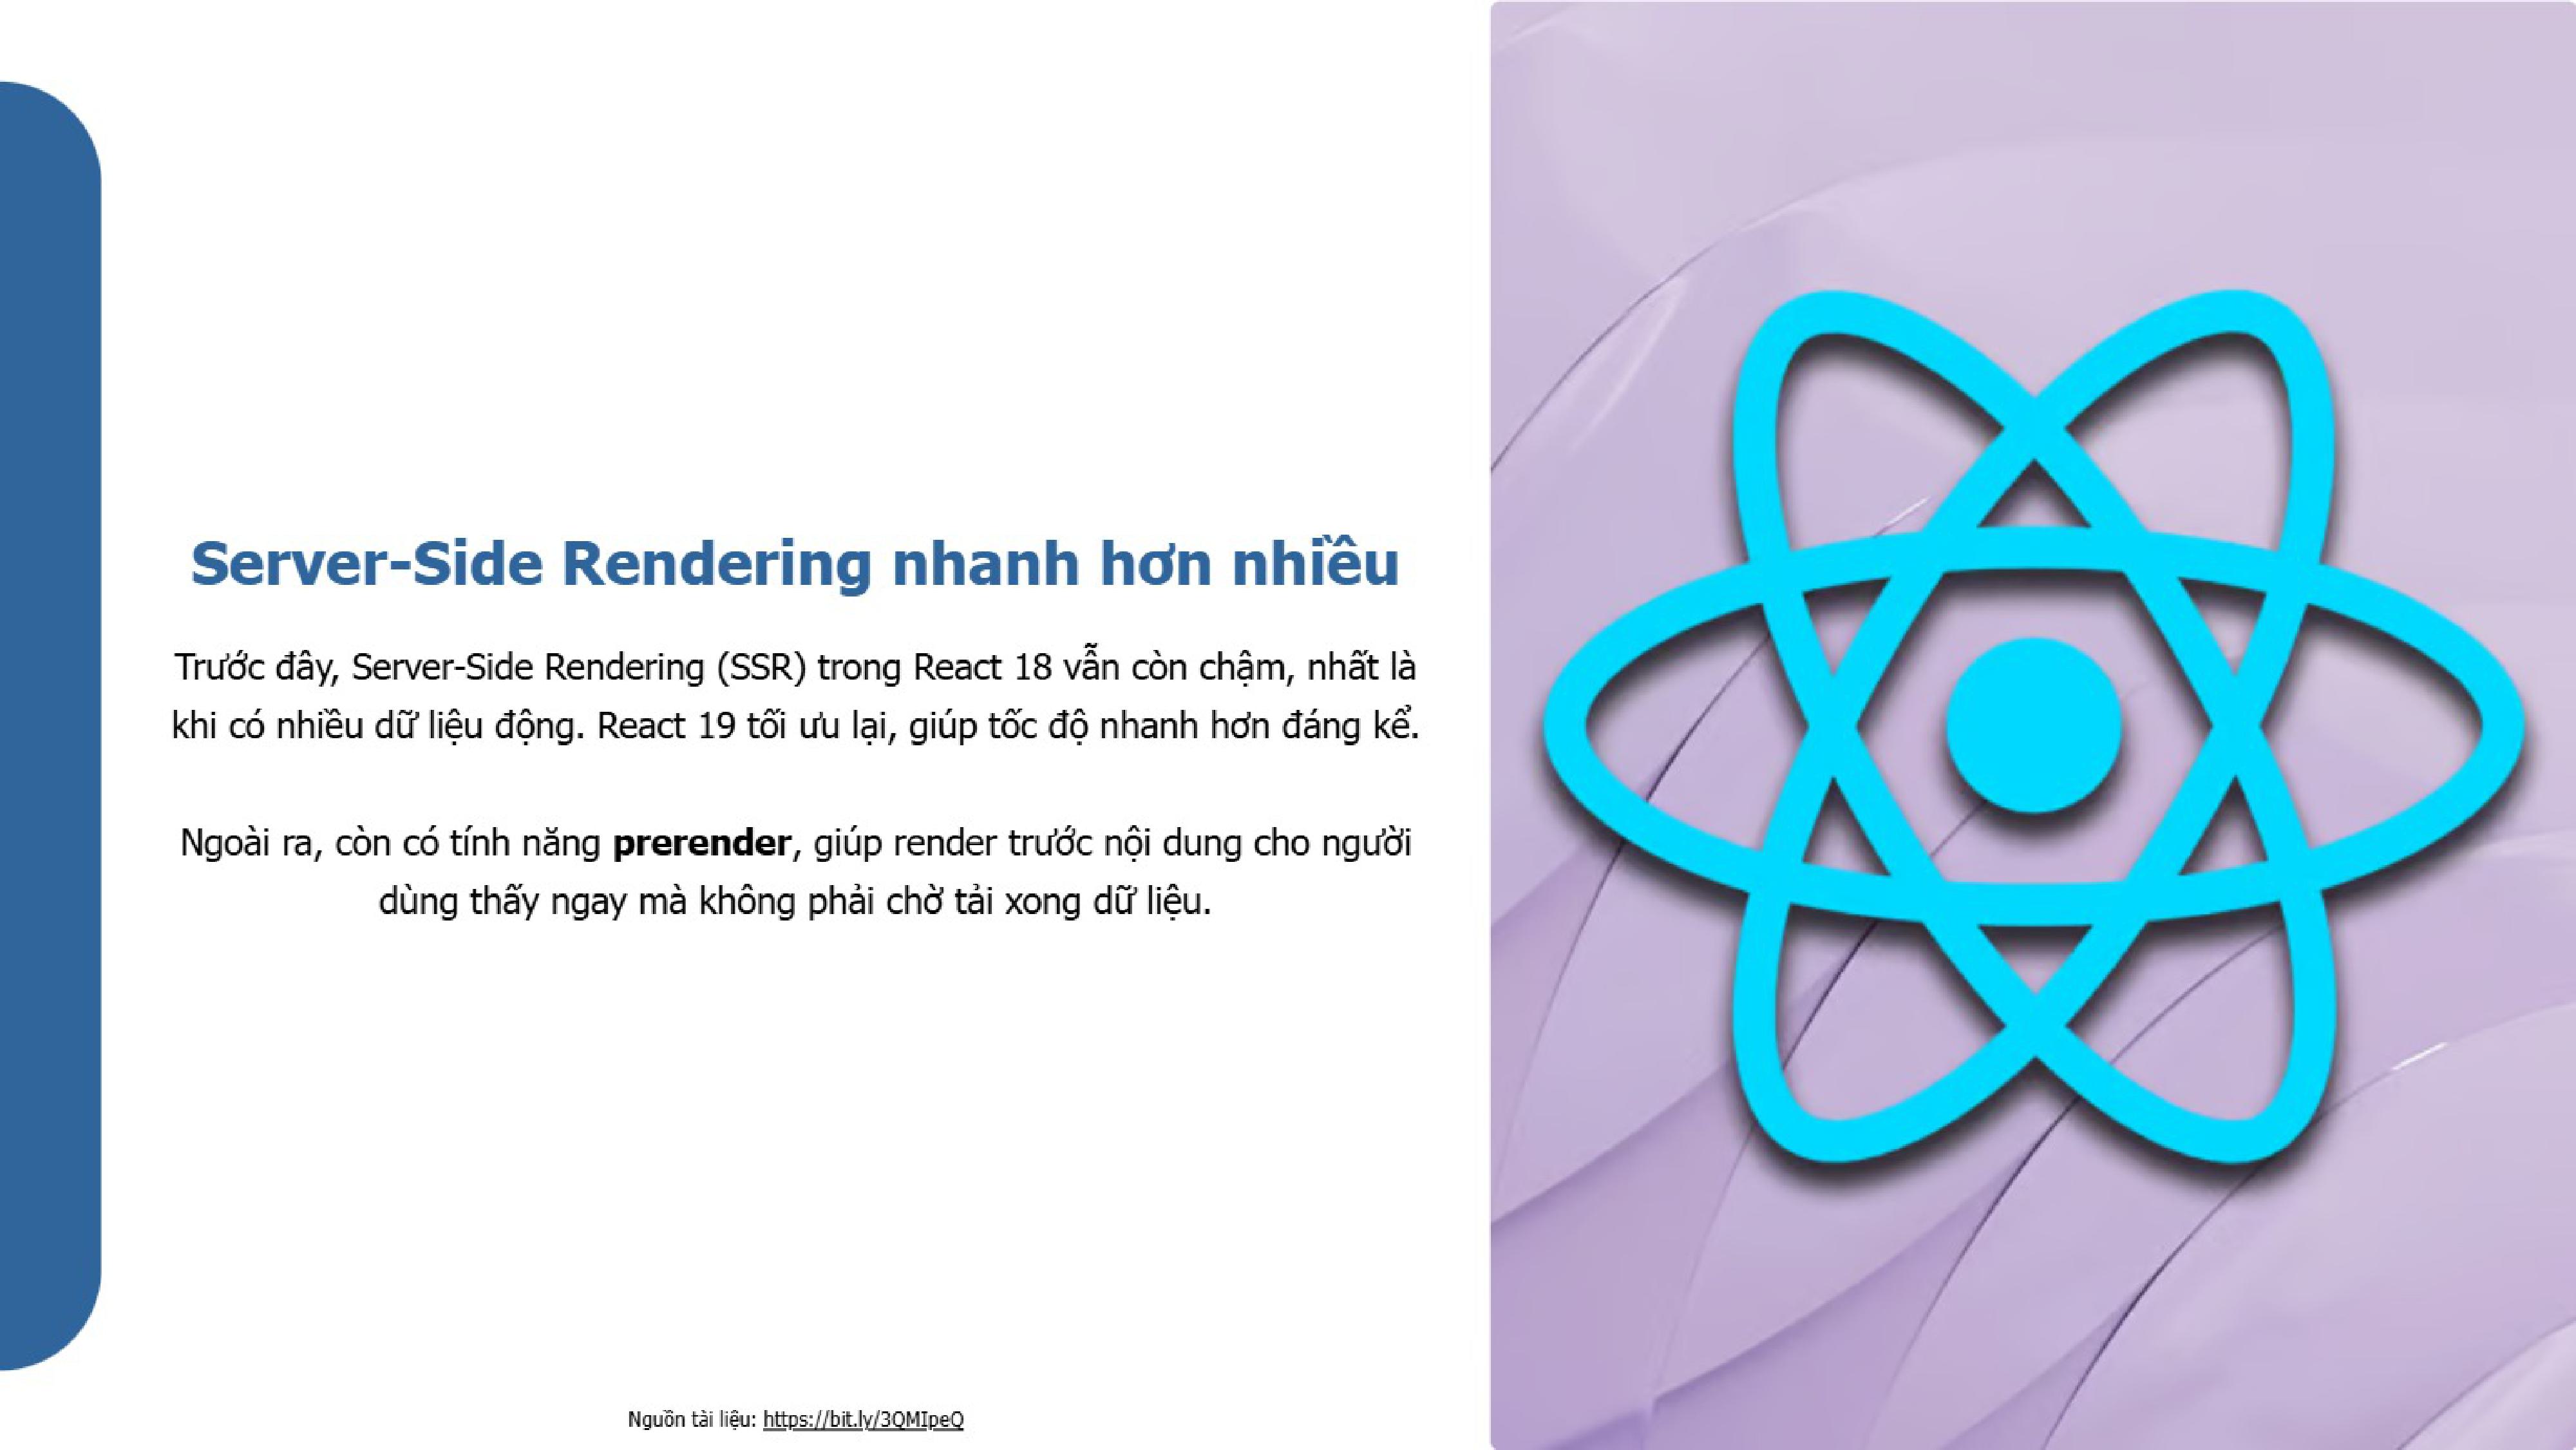 Server-Side Rendering nhanh hơn nhiều
Trước đây, Server-Side Rendering (SSR) trong React 18 vẫn còn chậm, nhất là
khi có nhiều dữ liệu động. React 19 tối ưu lại, giúp tốc độ nhanh hơn đáng kể.
Ngoài ra, còn có tính năng prerender, giúp render trước nội dung cho người
dùng thấy ngay mà không phải chờ tải xong dữ liệu.
Nguồn tài liệu: https://bit.ly/3QMIpeQ